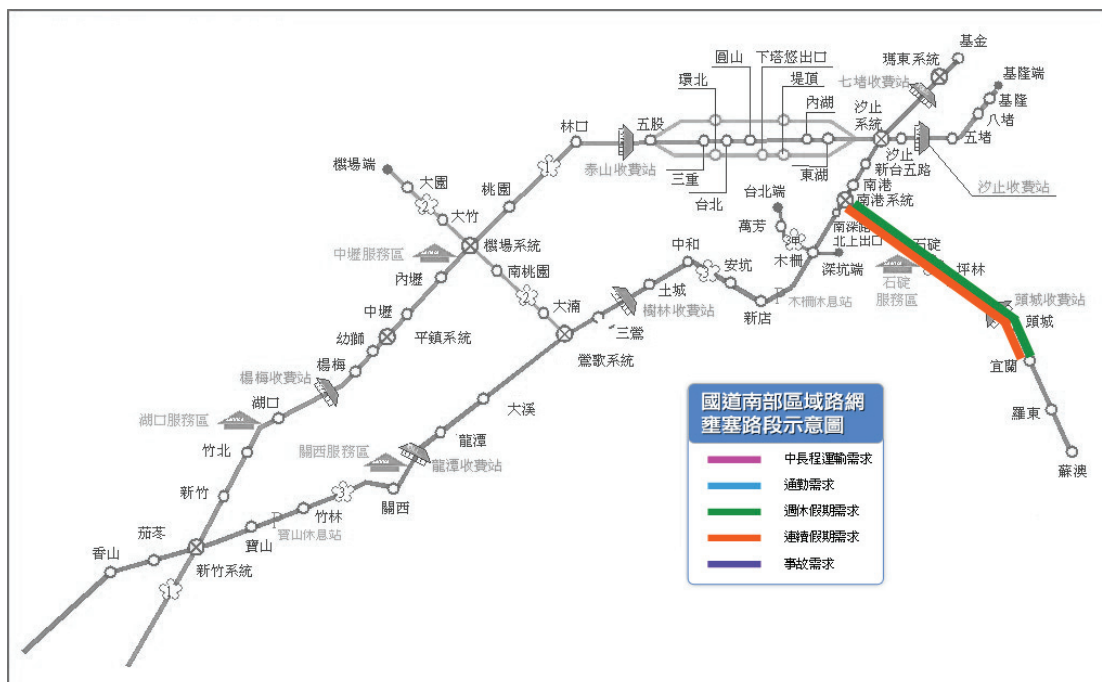 基金
瑪東系統
基隆端
圓山
下塔悠出口
七堵收費站
基隆
環北
堤頂
八堵
內湖
汐止
系統
林口
五股
汐止
五堵
新台五路
泰山收費站
三重
台北
東湖
汐止收費站
南港
南港系統
機場端
大園
桃園
台北端
大竹
萬芳
南深路
北上出口
石碇
中壢服務區
機場系統
中和
木柵
深坑端
坪林
安坑
石碇
服務區
內壢
南桃園
土城
木柵休息站
頭城收費站
新店
頭城
中壢
大湳
樹林收費站
三鶯
幼獅
平鎮系統
鶯歌系統
宜蘭
楊梅
楊梅收費站
大溪
羅東
湖口
湖口服務區
龍潭
蘇澳
竹北
關西服務區
龍潭收費站
新竹
關西
竹林
寶山休息站
寶山
茄苳
香山
新竹系統
1
2
2
3甲
3
3
1
P
P
國道南部區域路網
壅塞路段示意圖
中長程運輸需求
通勤需求
週休假期需求
連續假期需求
事故需求